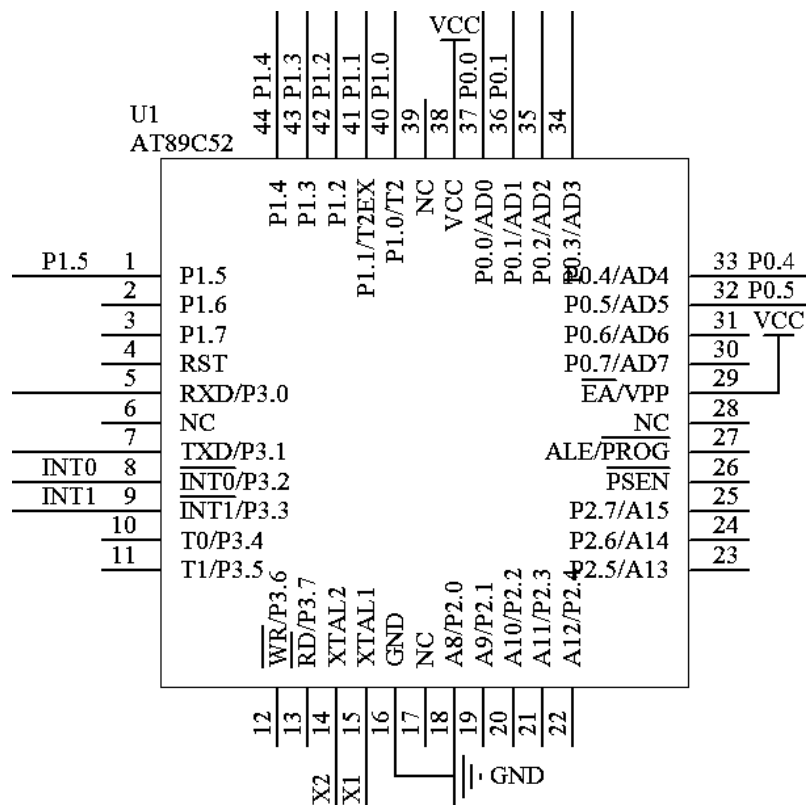 U1
AT89C52
44 P1.4
43 P1.3
42 P1.2
41 P1.1
40 P1.0
39
38
VCC
37 P0.0
36 P0.1
35
34
P1.4
P1.3
P1.2
P1.1/T2EX
P1.0/T2
NC
VCC
P0.0/AD0
P0.1/AD1
P0.2/AD2
P0.3/AD3
P1.5 1 P1.5
2 P1.6
3 P1.7
4 RST
5 RXD/P3.0
6 NC
7 TXD/P3.1
INT0 8 INT0/P3.2
INT1 9 INT1/P3.3
10 T0/P3.4
11 T1/P3.5
P0.4/AD4 33 P0.4
P0.5/AD5 32 P0.5
P0.6/AD6 31 VCC
P0.7/AD7 30
EA/VPP 29
NC 28
ALE/PROG 27
PSEN 26
P2.7/A15 25
P2.6/A14 24
P2.5/A13 23
WR/P3.6
RD/P3.7
XTAL2
XTAL1
GND
NC
A8/P2.0
A9/P2.1
A10/P2.2
A11/P2.3
A12/P2.4
12
13
X2 14
X1 15
16
17
18
19
20
21
22
GND